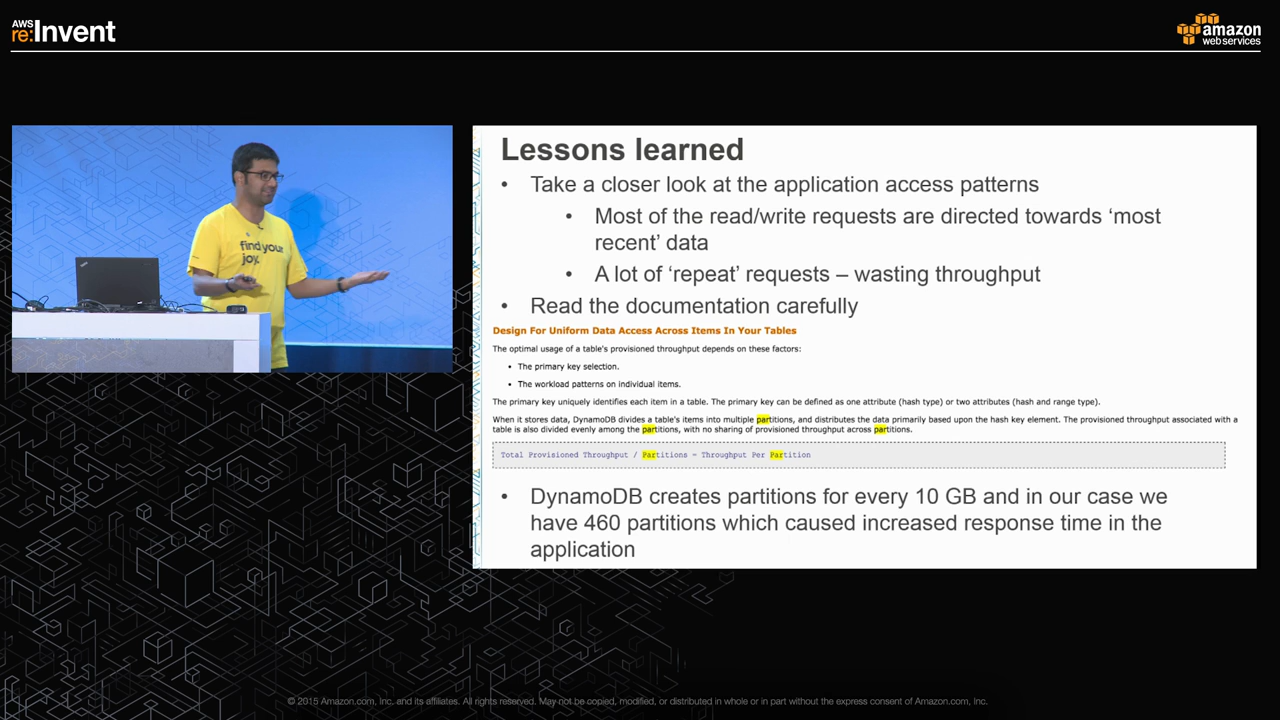 AWS
re:Invent
amazon
web services
find your
joy.
Lessons learned
• Take a closer look at the application access patterns
• Most of the read/write requests are directed towards ‘most
recent’ data
• A lot of ‘repeat’ requests – wasting throughput
• Read the documentation carefully
Design For Uniform Data Access Across Items In Your Tables
The optimal usage of a table's provisioned throughput depends on these factors:
• The primary key selection.
• The workload patterns on individual items.
The primary key uniquely identifies each item in a table. The primary key can be defined as one attribute (hash type) or two attributes (hash and range type).
When it stores data, DynamoDB divides a table's items into multiple partitions, and distributes the data primarily based upon the hash key element. The provisioned throughput associated with a
table is also divided evenly among the partitions, with no sharing of provisioned throughput across partitions.
Total Provisioned Throughput / Partitions = Throughput Per Partition
• DynamoDB creates partitions for every 10 GB and in our case we
have 460 partitions which caused increased response time in the
application
© 2015 Amazon.com, Inc. and its affiliates. All rights reserved. May not be copied, modified, or distributed in whole or in part without the express consent of Amazon.com, Inc.